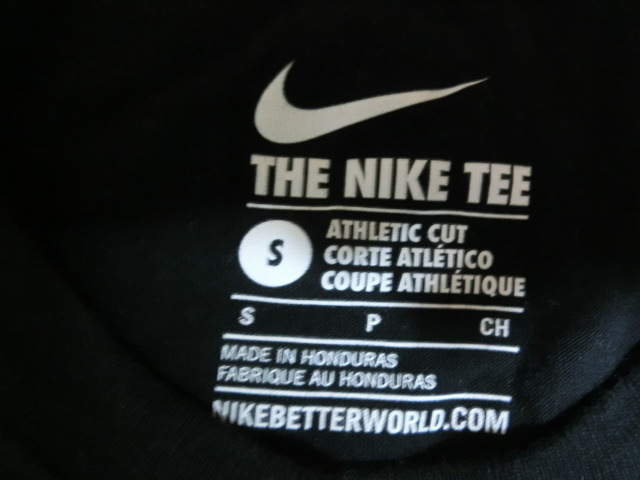 THE NIKE TEE
S
ATHLETIC CUT
CORTE ATLÉTICO
COUPE ATHLÉTIQUE
S P CH
MADE IN HONDURAS
FABRIQUE AU HONDURAS
NIKEBETTERWORLD.COM